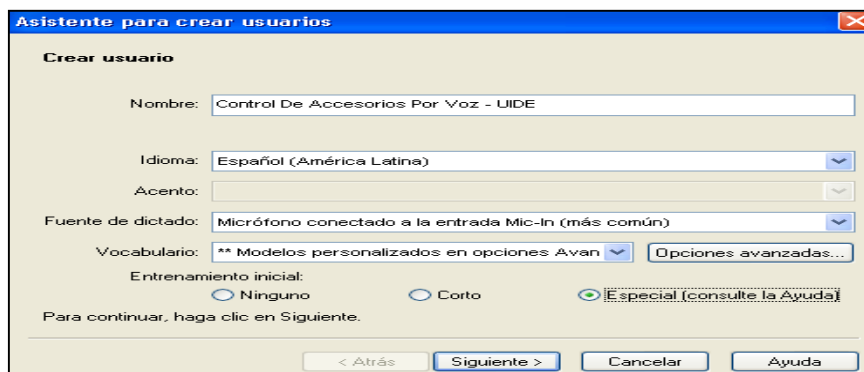 Asistente para crear usuarios
Crear usuario
Nombre: Control De Accesorios Por Voz - UIDE
Idioma: Español (América Latina)
Acento:
Fuente de dictado: Micrófono conectado a la entrada Mic-In (más común)
Vocabulario: ** Modelos personalizados en opciones Avan Opciones avanzadas...
Entrenamiento inicial:
Ninguno Corto Especial (consulte la Ayuda)
Para continuar, haga clic en Siguiente.
< Atrás Siguiente > Cancelar Ayuda